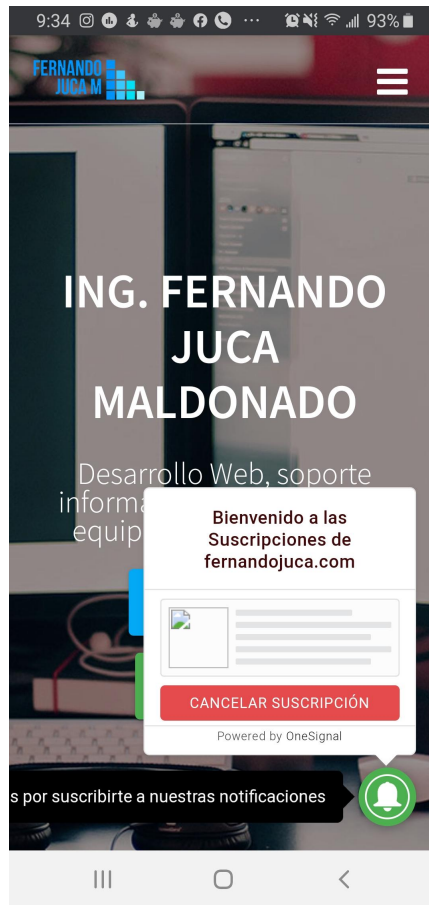 9:34
93%
FERNANDO
JUCA M
ING. FERNANDO
JUCA
MALDONADO
Desarrollo Web, soporte
Bienvenido a las
Suscripciones de
fernandojuca.com
CANCELAR SUSCRIPCIÓN
Powered by OneSignal
s por suscribirte a nuestras notificaciones